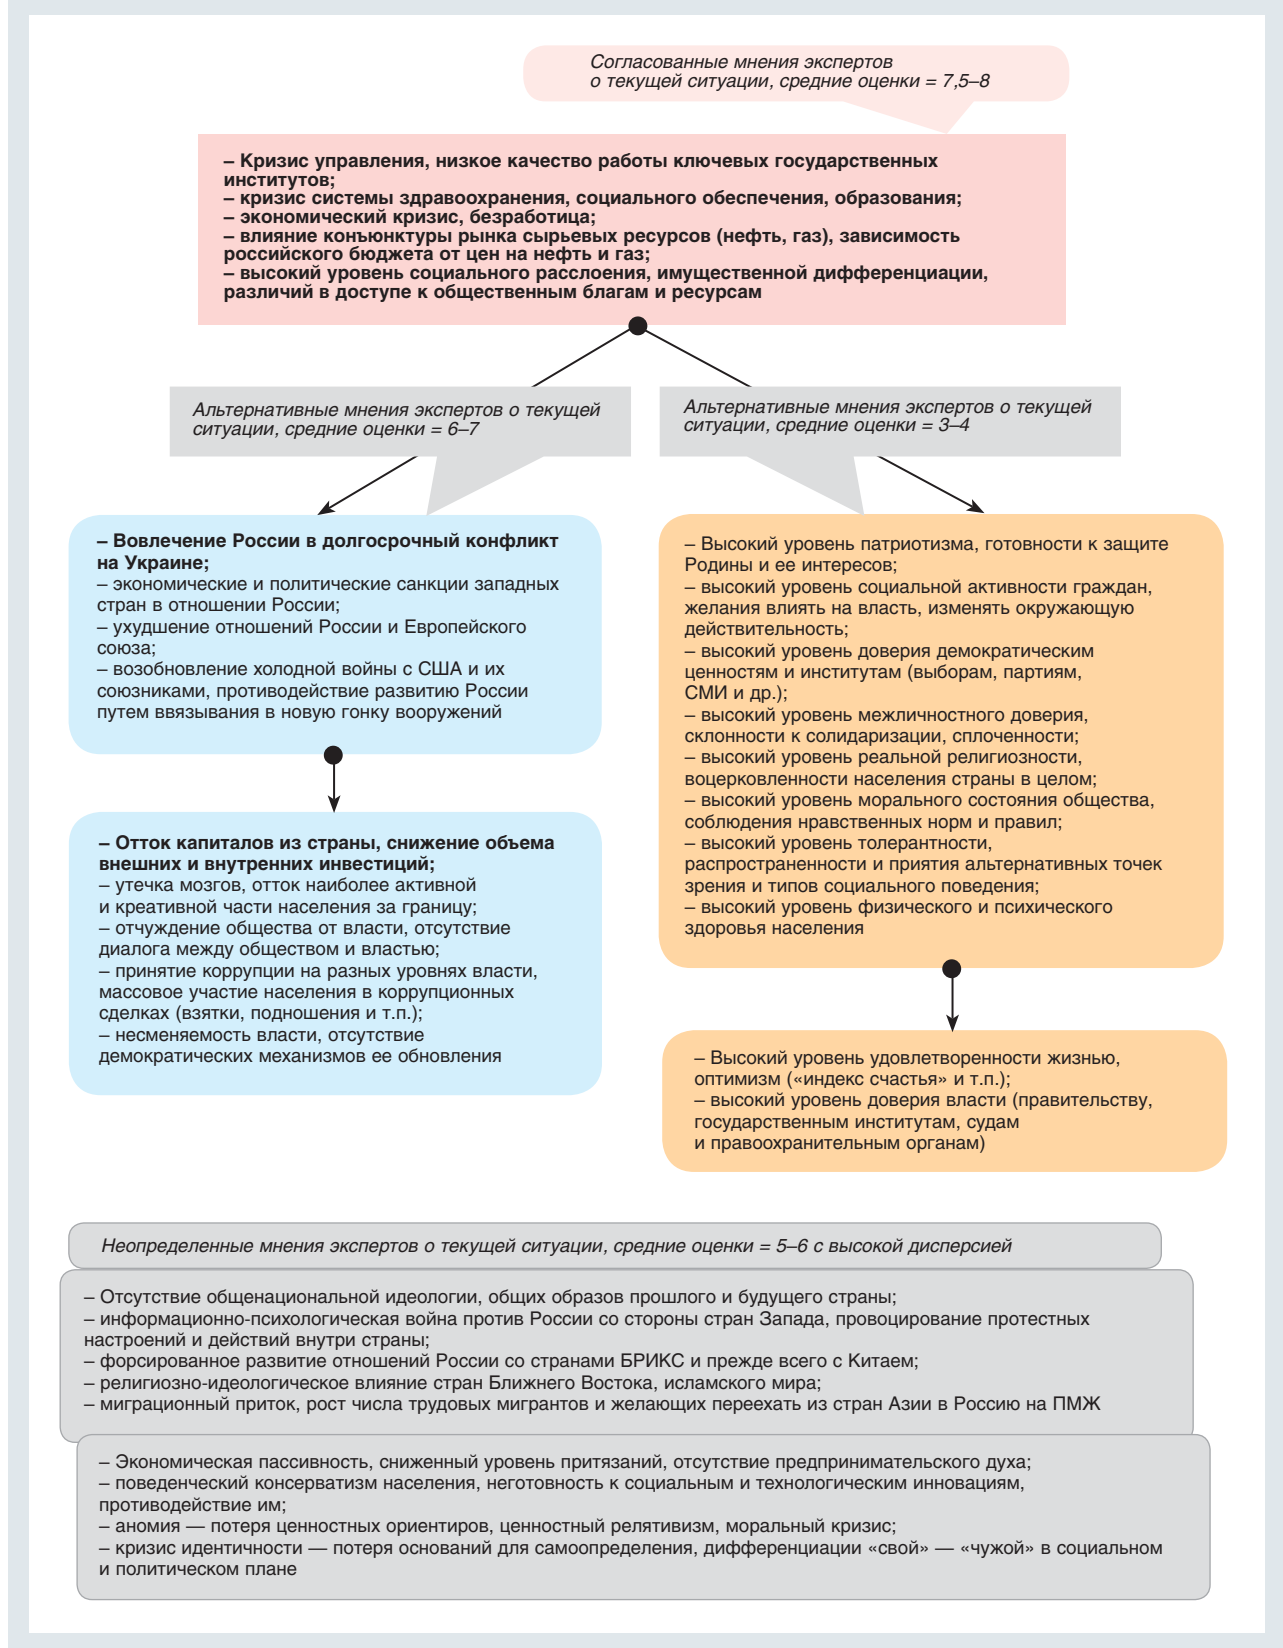 Согласованные мнения экспертов
о текущей ситуации, средние оценки = 7,5–8
– Кризис управления, низкое качество работы ключевых государственных
институтов;
– кризис системы здравоохранения, социального обеспечения, образования;
– экономический кризис, безработица;
– влияние конъюнктуры рынка сырьевых ресурсов (нефть, газ), зависимость
российского бюджета от цен на нефть и газ;
– высокий уровень социального расслоения, имущественной дифференциации,
различий в доступе к общественным благам и ресурсам
Альтернативные мнения экспертов о текущей
ситуации, средние оценки = 6–7
Альтернативные мнения экспертов о текущей
ситуации, средние оценки = 3–4
– Вовлечение России в долгосрочный конфликт
на Украине;
– экономические и политические санкции западных
стран в отношении России;
– ухудшение отношений России и Европейского
союза;
– возобновление холодной войны с США и их
союзниками, противодействие развитию России
путем ввязывания в новую гонку вооружений
– Отток капиталов из страны, снижение объема
внешних и внутренних инвестиций;
– утечка мозгов, отток наиболее активной
и креативной части населения за границу;
– отчуждение общества от власти, отсутствие
диалога между обществом и властью;
– принятие коррупции на разных уровнях власти,
массовое участие населения в коррупционных
сделках (взятки, подношения и т.п.);
– несменяемость власти, отсутствие
демократических механизмов ее обновления
– Высокий уровень патриотизма, готовности к защите
Родины и ее интересов;
– высокий уровень социальной активности граждан,
желания влиять на власть, изменять окружающую
действительность;
– высокий уровень доверия демократическим
ценностям и институтам (выборам, партиям,
СМИ и др.);
– высокий уровень межличностного доверия,
склонности к солидаризации, сплоченности;
– высокий уровень реальной религиозности,
воцерковленности населения страны в целом;
– высокий уровень морального состояния общества,
соблюдения нравственных норм и правил;
– высокий уровень толерантности,
распространенности и приятия альтернативных точек
зрения и типов социального поведения;
– высокий уровень физического и психического
здоровья населения
– Высокий уровень удовлетворенности жизнью,
оптимизм («индекс счастья» и т.п.);
– высокий уровень доверия власти (правительству,
государственным институтам, судам
и правоохранительным органам)
Неопределенные мнения экспертов о текущей ситуации, средние оценки = 5–6 с высокой дисперсией
– Отсутствие общенациональной идеологии, общих образов прошлого и будущего страны;
– информационно-психологическая война против России со стороны стран Запада, провоцирование протестных
настроений и действий внутри страны;
– форсированное развитие отношений России со странами БРИКС и прежде всего с Китаем;
– религиозно-идеологическое влияние стран Ближнего Востока, исламского мира;
– миграционный приток, рост числа трудовых мигрантов и желающих переехать из стран Азии в Россию на ПМЖ
– Экономическая пассивность, сниженный уровень притязаний, отсутствие предпринимательского духа;
– поведенческий консерватизм населения, неготовность к социальным и технологическим инновациям,
противодействие им;
– аномия — потеря ценностных ориентиров, ценностный релятивизм, моральный кризис;
– кризис идентичности — потеря оснований для самоопределения, дифференциации «свой» — «чужой» в социальном
и политическом плане